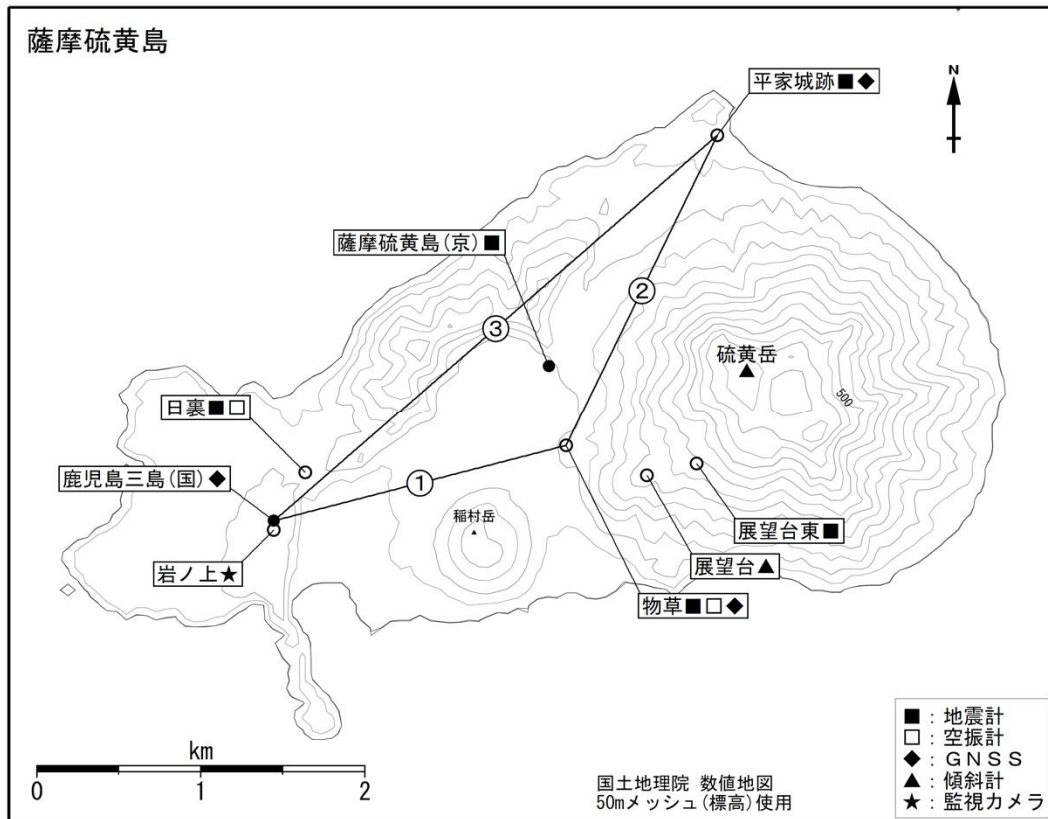 薩摩硫黄島
平家城跡■◆
N
薩摩硫黄島(京)■
②
③
硫黄岳
500
日裏■□
鹿児島三島(国)◆
①
稲村岳
展望台東■
岩ノ上★
展望台▲
物草■□◆
km
0 1 2
国土地理院 数値地図
50mメッシュ(標高)使用
■：地震計
□：空振計
◆：ＧＮＳＳ
▲：傾斜計
★：監視カメラ